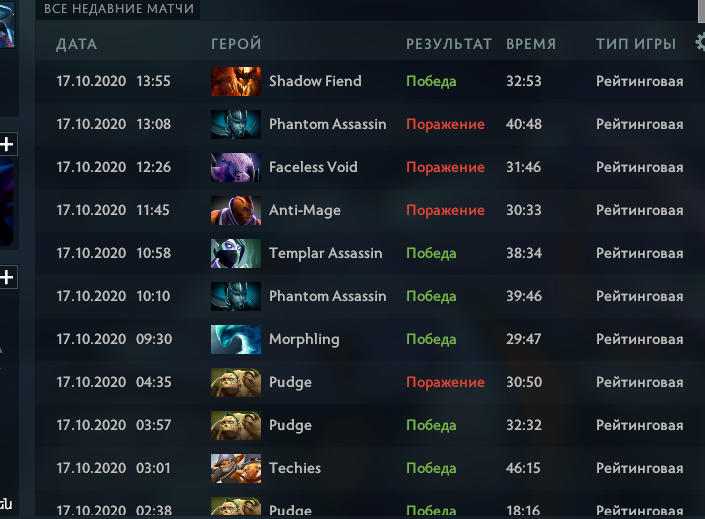 ВСЕ НЕДАВНИЕ МАТЧИ
ДАТА ГЕРОЙ РЕЗУЛЬТАТ ВРЕМЯ ТИП ИГРЫ
17.10.2020 13:55 Shadow Fiend Победа 32:53 Рейтинговая
17.10.2020 13:08 Phantom Assassin Поражение 40:48 Рейтинговая
17.10.2020 12:26 Faceless Void Поражение 31:46 Рейтинговая
17.10.2020 11:45 Anti-Mage Поражение 30:33 Рейтинговая
17.10.2020 10:58 Templar Assassin Победа 38:34 Рейтинговая
17.10.2020 10:10 Phantom Assassin Победа 39:46 Рейтинговая
17.10.2020 09:30 Morphling Победа 29:47 Рейтинговая
17.10.2020 04:35 Pudge Поражение 30:50 Рейтинговая
17.10.2020 03:57 Pudge Победа 32:32 Рейтинговая
17.10.2020 03:01 Techies Победа 46:15 Рейтинговая
17.10.2020 02:38 Pudge Победа 18:16 Рейтинговая